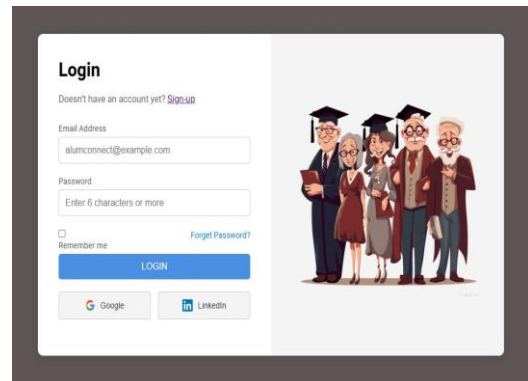 Login
Doesn't have an account yet? Sign-up
Email Address
alumconnect@example.com
Password
Enter 6 characters or more
Remember me
Forget Password?
LOGIN
Google
in LinkedIn